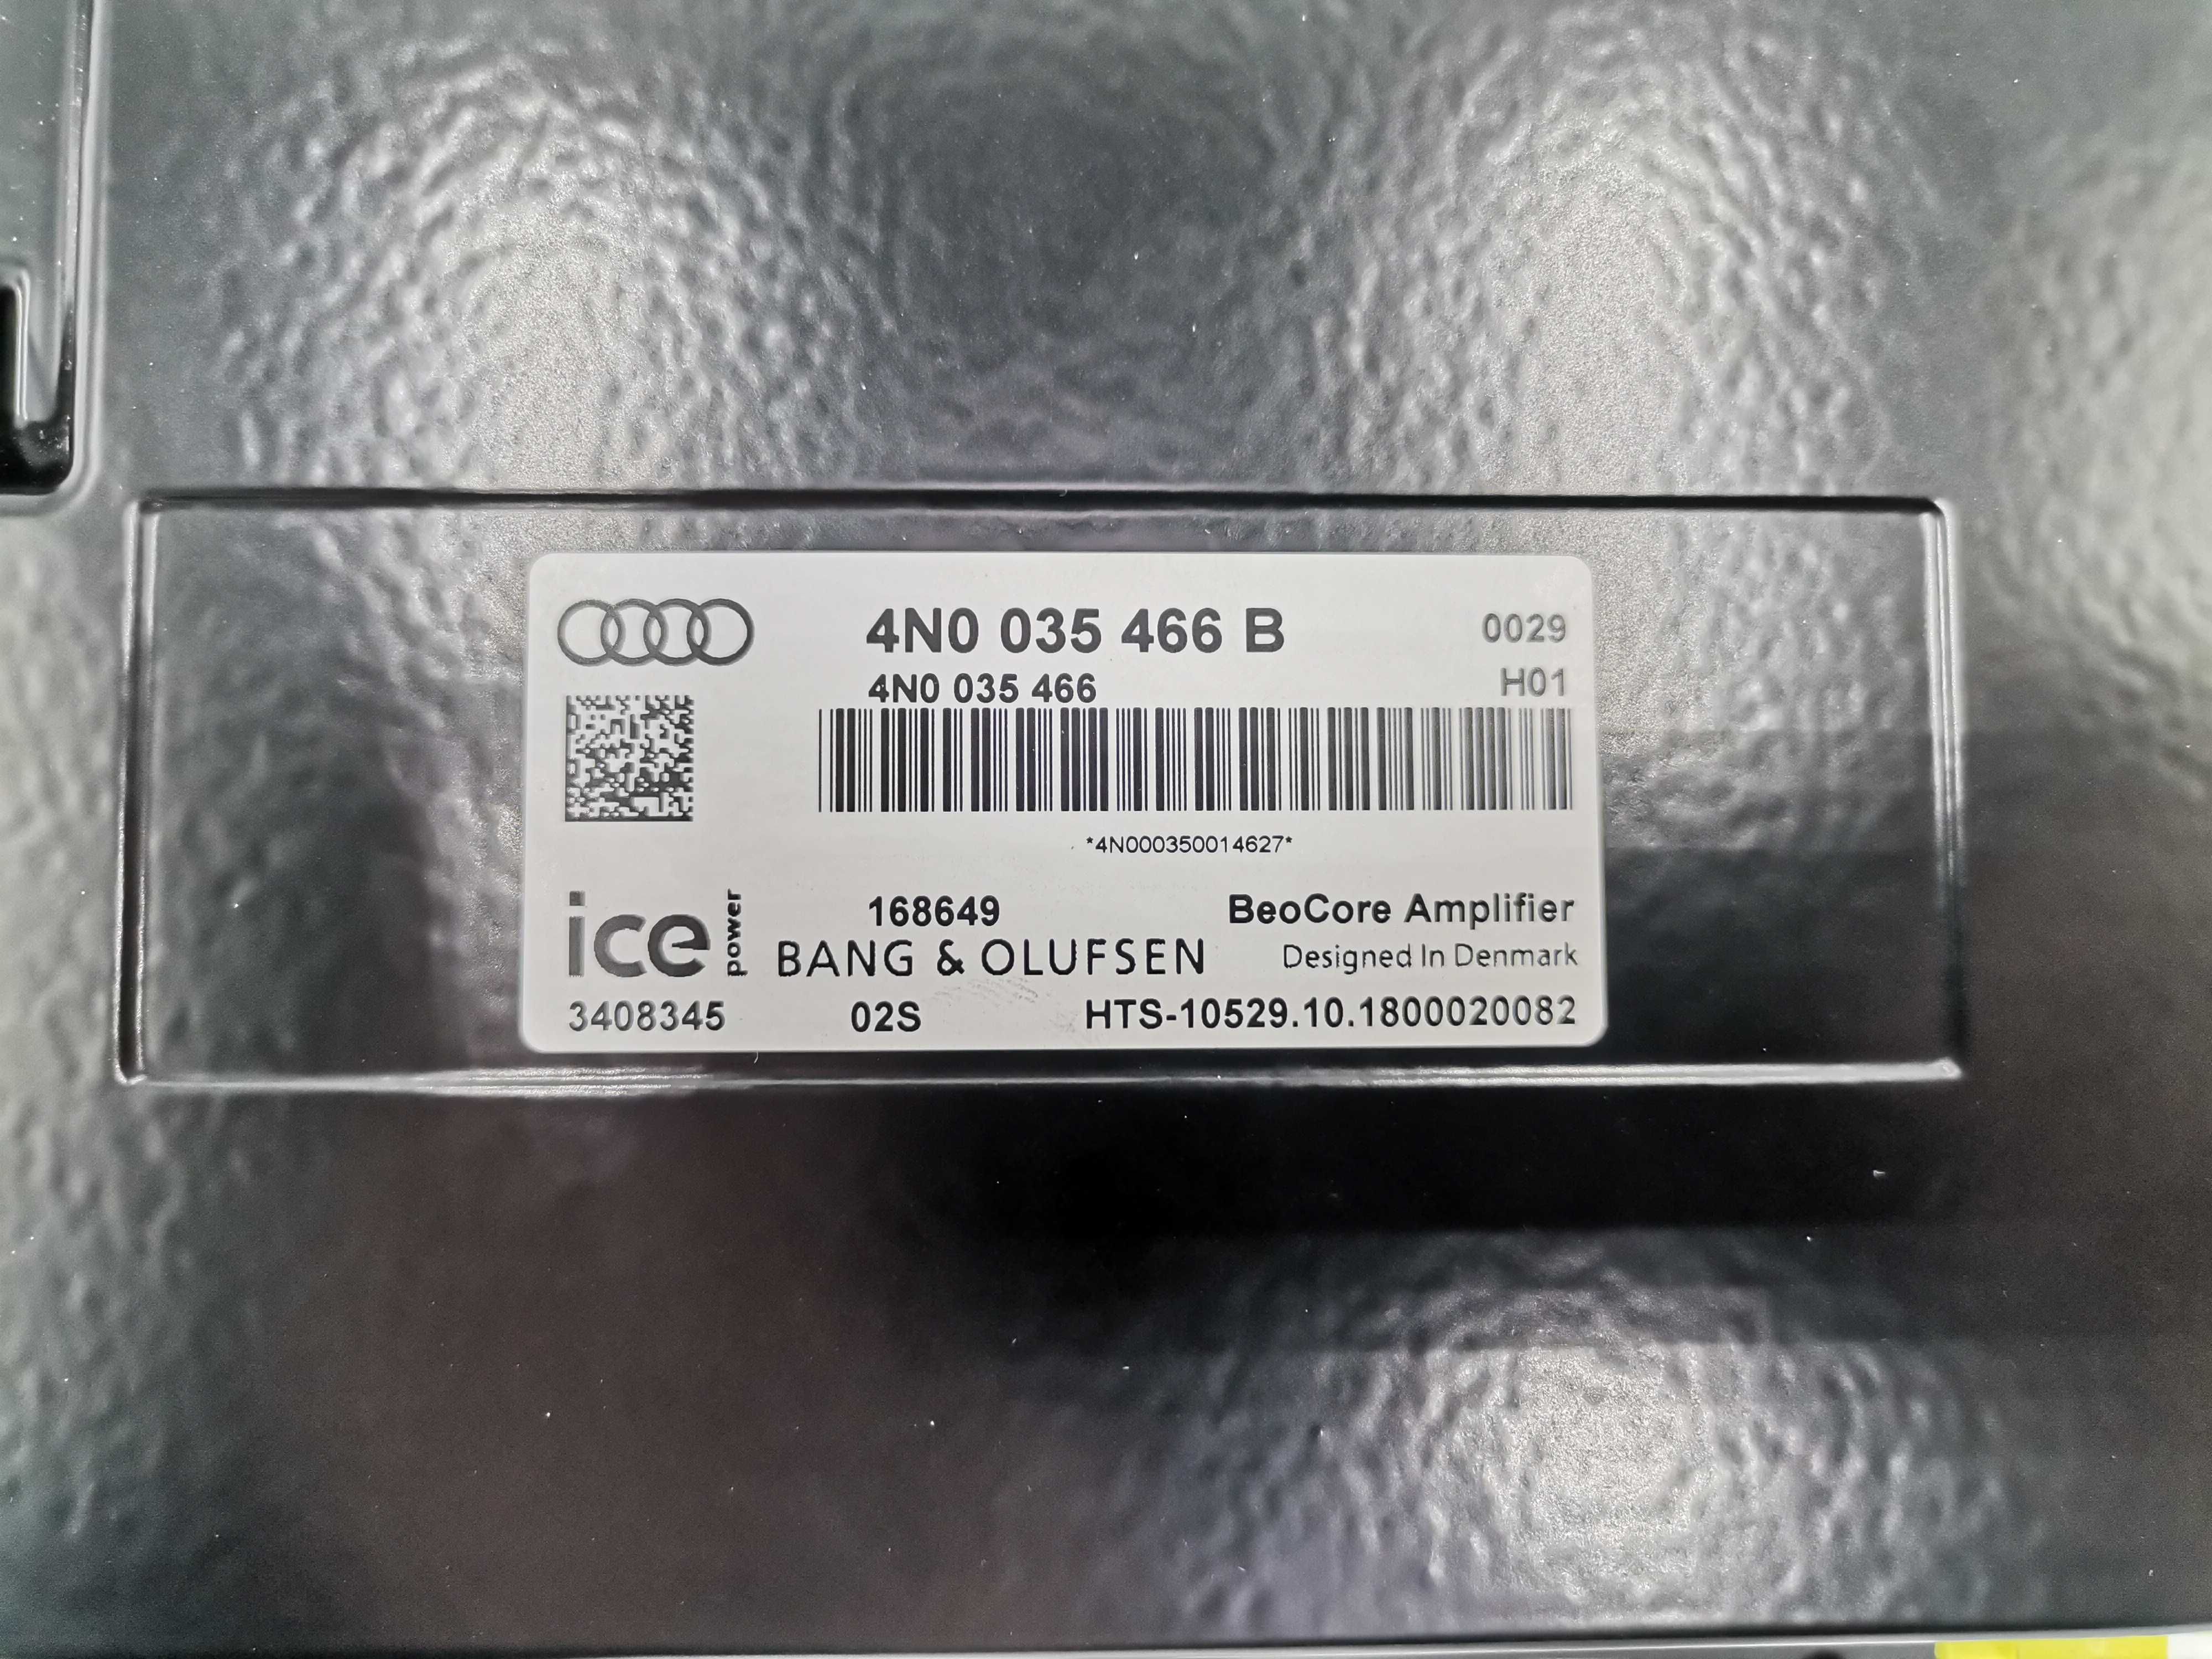 4N0 035 466 B 0029
4N0 035 466 H01
*4N000350014627*
ice power
168649 BeoCore Amplifier
BANG & OLUFSEN Designed In Denmark
3408345 02S HTS-10529.10.1800020082